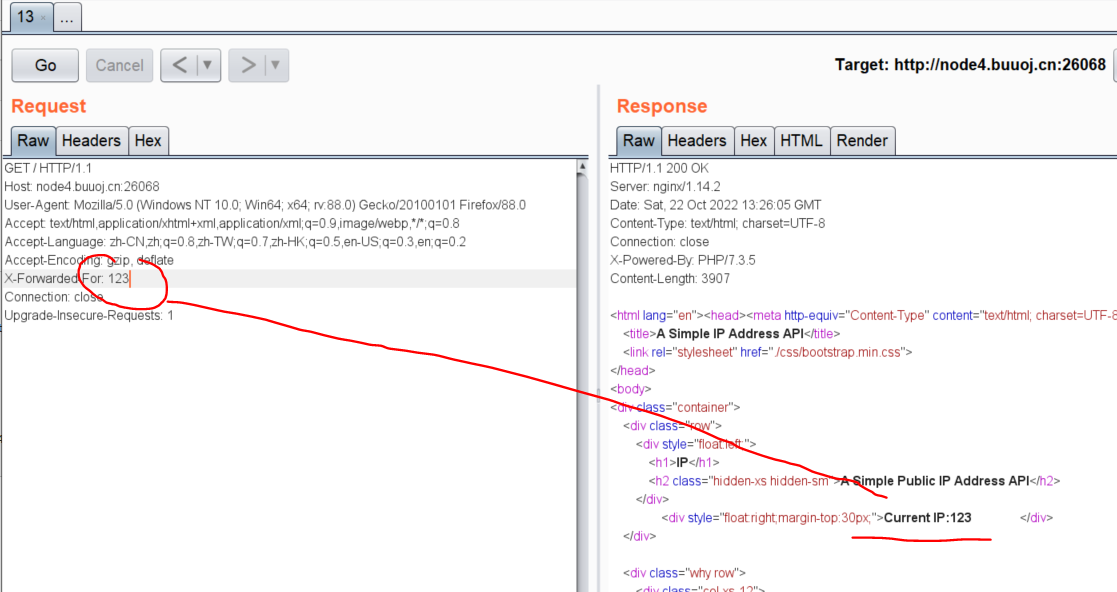 13 × ...
Go Cancel < ▼ > ▼ Target: http://node4.buuoj.cn:26068
Request
Raw Headers Hex
GET / HTTP/1.1
Host: node4.buuoj.cn:26068
User-Agent: Mozilla/5.0 (Windows NT 10.0; Win64; x64; rv:88.0) Gecko/20100101 Firefox/88.0
Accept: text/html,application/xhtml+xml,application/xml;q=0.9,image/webp,*/*;q=0.8
Accept-Language: zh-CN,zh;q=0.8,zh-TW;q=0.7,zh-HK;q=0.5,en-US;q=0.3,en;q=0.2
Accept-Encoding: gzip, deflate
X-Forwarded-For: 123
Connection: close
Upgrade-Insecure-Requests: 1
Response
Raw Headers Hex HTML Render
HTTP/1.1 200 OK
Server: nginx/1.14.2
Date: Sat, 22 Oct 2022 13:26:05 GMT
Content-Type: text/html; charset=UTF-8
Connection: close
X-Powered-By: PHP/7.3.5
Content-Length: 3907
<html lang="en"><head><meta http-equiv="Content-Type" content="text/html; charset=UTF-8
<title>A Simple IP Address API</title>
<link rel="stylesheet" href="./css/bootstrap.min.css">
</head>
<body>
<div class="container">
<div class="row">
<div style="float:left;">
<h1>IP</h1>
<h2 class="hidden-xs hidden-sm">A Simple Public IP Address API</h2>
</div>
<div style="float:right;margin-top:30px;">Current IP:123 </div>
</div>
<div class="why row">
<div class="col-xs-12">